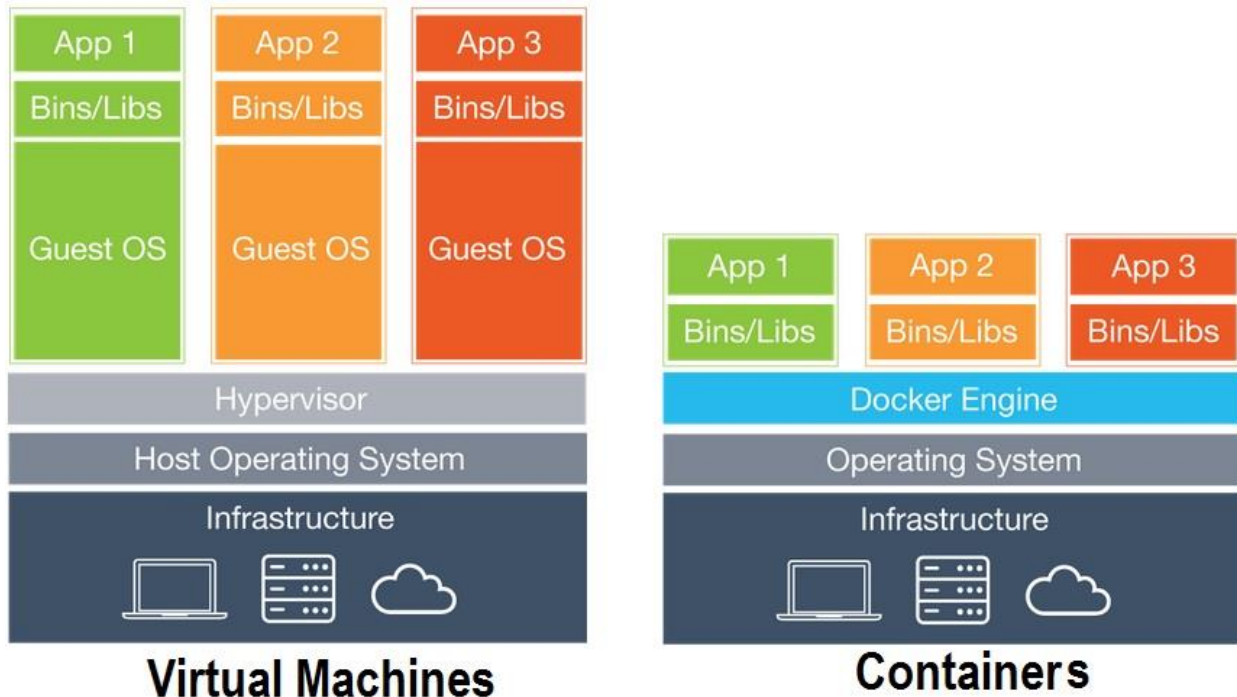 App 1
App 2
App 3
Bins/Libs
Bins/Libs
Bins/Libs
Guest OS
Guest OS
Guest OS
Hypervisor
Host Operating System
Infrastructure
Virtual Machines
App 1
App 2
App 3
Bins/Libs
Bins/Libs
Bins/Libs
Docker Engine
Operating System
Infrastructure
Containers